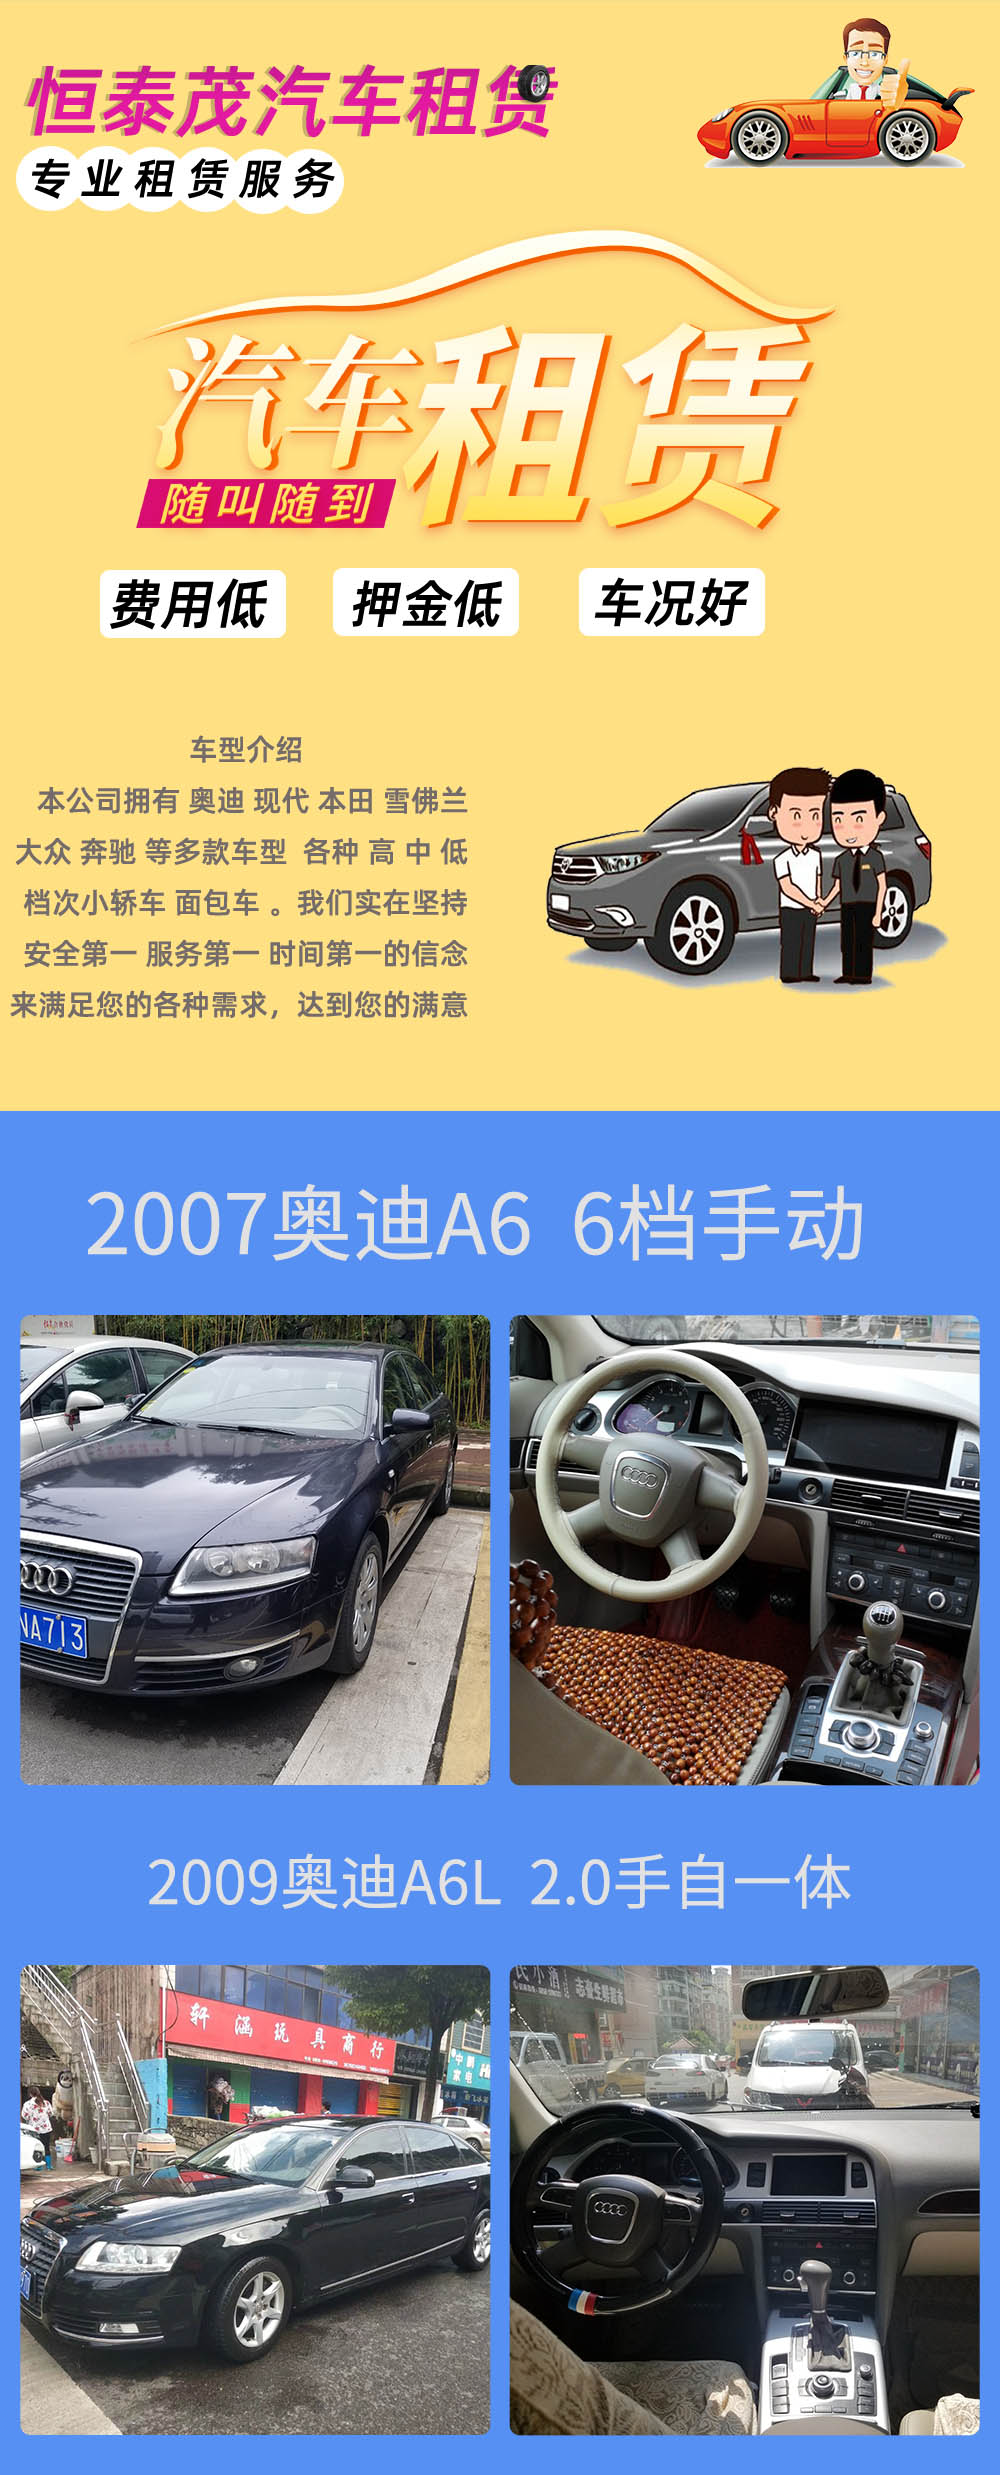 恒泰茂汽车租赁
专业租赁服务
汽车租赁
随叫随到
费用低 押金低 车况好
车型介绍
本公司拥有 奥迪 现代 本田 雪佛兰
大众 奔驰 等多款车型 各种 高 中 低
档次小轿车 面包车 。我们实在坚持
安全第一 服务第一 时间第一的信念
来满足您的各种需求，达到您的满意
2007奥迪A6 6档手动
NA713
2009奥迪A6L 2.0手自一体
轩涵玩具商行
中鹏
家电